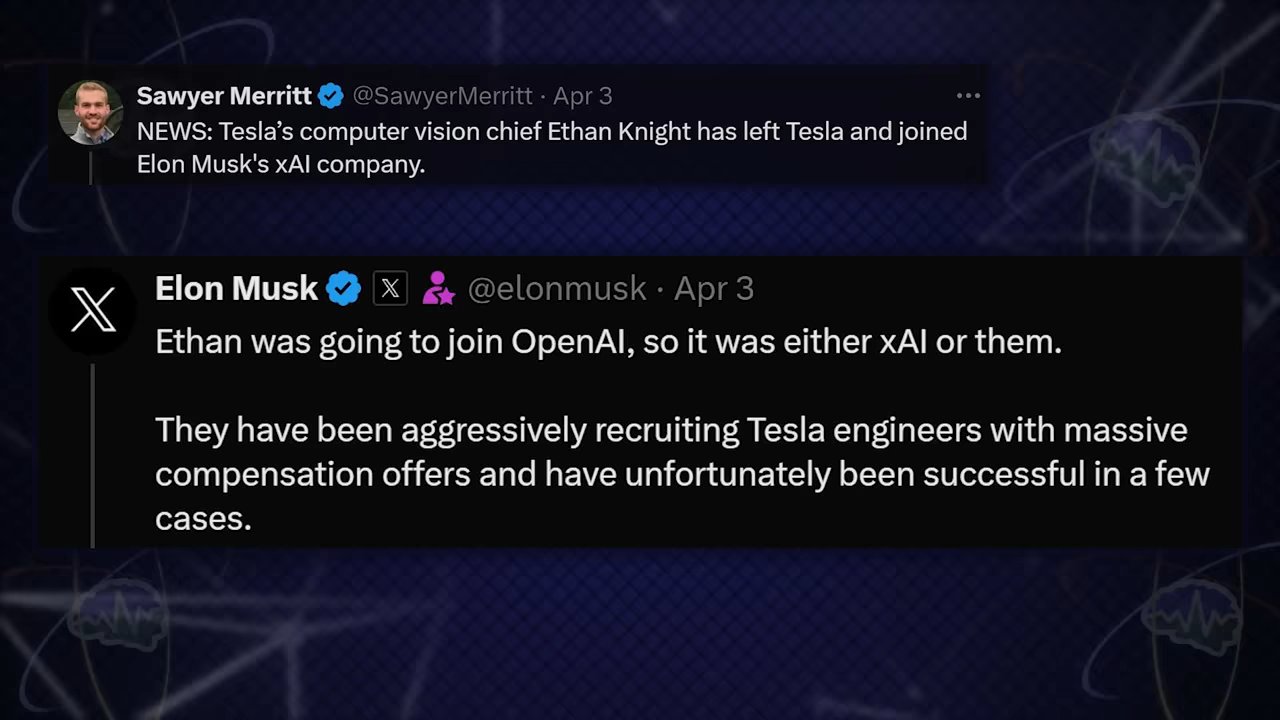 Sawyer Merritt @SawyerMerritt · Apr 3
NEWS: Tesla’s computer vision chief Ethan Knight has left Tesla and joined
Elon Musk's xAI company.
Elon Musk @elonmusk · Apr 3
Ethan was going to join OpenAI, so it was either xAI or them.
They have been aggressively recruiting Tesla engineers with massive
compensation offers and have unfortunately been successful in a few
cases.